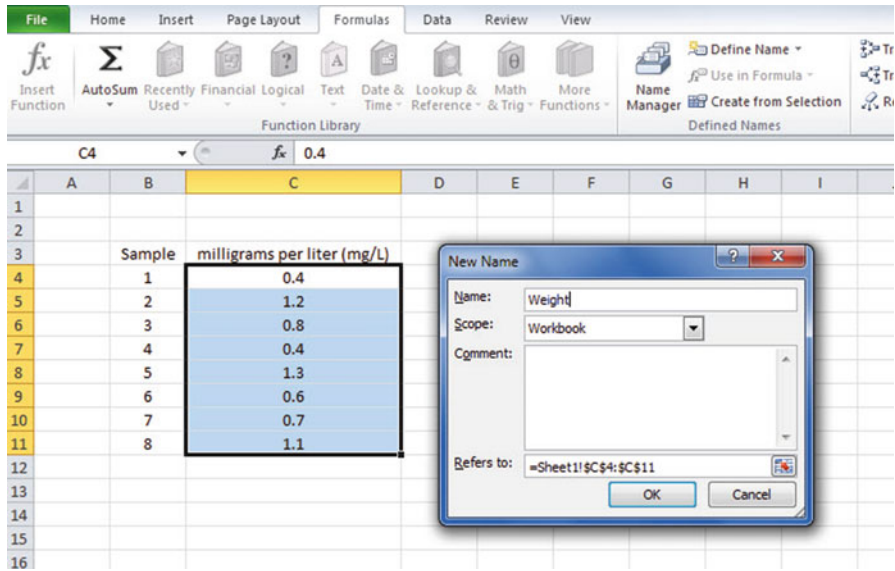 File Home Insert Page Layout Formulas Data Review View
fx Σ ? A θ Define Name Tr
Use in Formula Tr
Insert AutoSum Recently Financial Logical Text Date & Lookup & Math More Name Create from Selection R
Function Used Time Reference & Trig Functions Manager
Function Library Defined Names
C4 fx 0.4
A B C D E F G H I
1
2
3 Sample milligrams per liter (mg/L)
4 1 0.4
5 2 1.2
6 3 0.8
7 4 0.4
8 5 1.3
9 6 0.6
10 7 0.7
11 8 1.1
12
13
14
15
16
New Name ? X
Name: Weight
Scope: Workbook
Comment:
Refers to: =Sheet1!$C$4:$C$11
OK Cancel